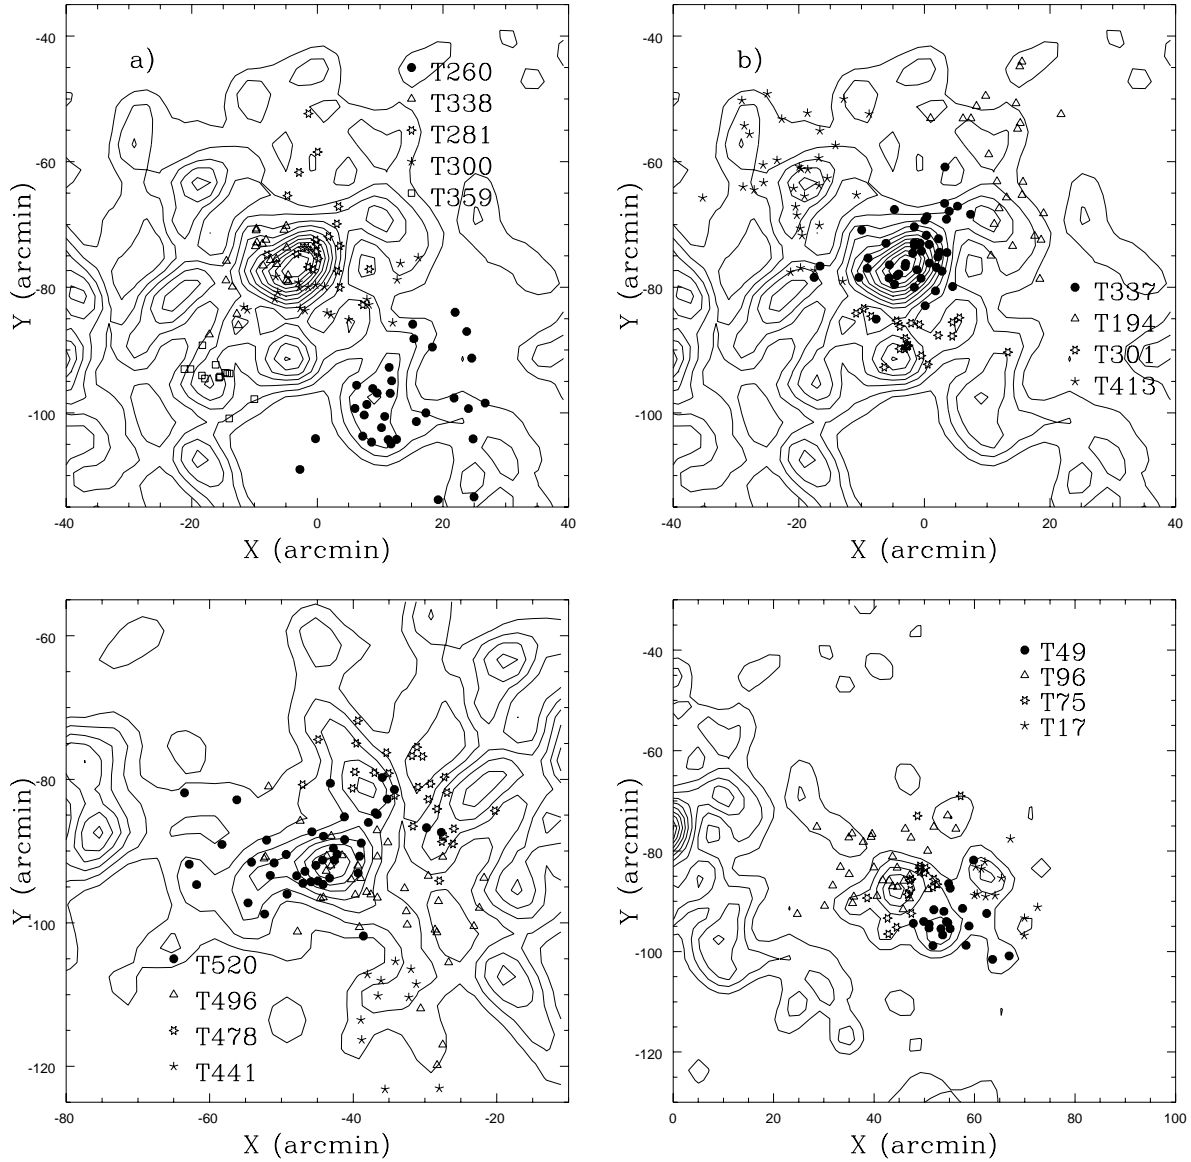 a)
T260
T338
T281
T300
T359
-40
-60
-80
-100
-40
-20
0
20
40
X (arcmin)
Y (arcmin)
b)
T337
T194
T301
T413
-40
-60
-80
-100
-40
-20
0
20
40
X (arcmin)
Y (arcmin)
T520
T496
T478
T441
-60
-80
-100
-120
-80
-60
-40
-20
X (arcmin)
Y (arcmin)
T49
T96
T75
T17
-40
-60
-80
-100
-120
0
20
40
60
80
100
X (arcmin)
Y (arcmin)